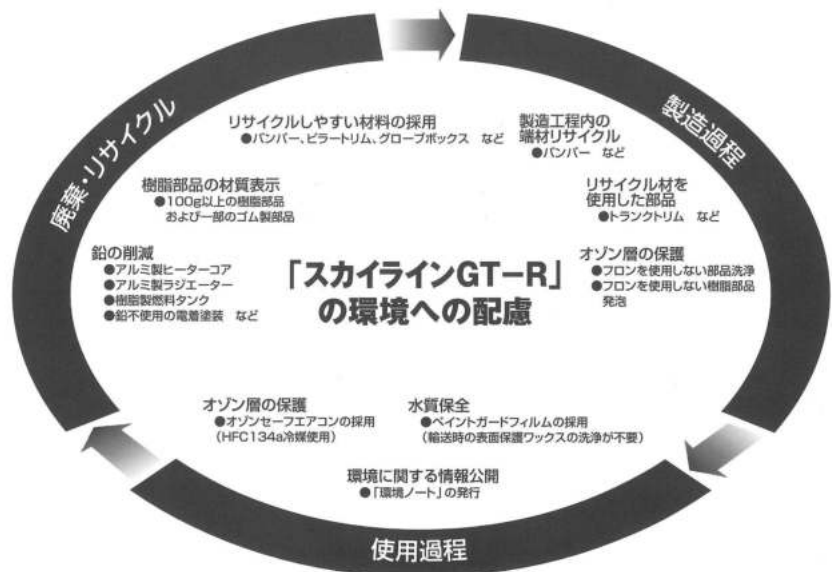 廃棄・リサイクル
リサイクルしやすい材料の採用
●バンパー、ピラートリム、グローブボックス など
樹脂部品の材質表示
●100g以上の樹脂部品
および一部のゴム製部品
鉛の削減
●アルミ製ヒーターコア
●アルミ製ラジエーター
●樹脂製燃料タンク
●鉛不使用の電着塗装 など
製造過程
製造工程内の
端材リサイクル
●バンパー など
リサイクル材を
使用した部品
●トランクトリム など
オゾン層の保護
●フロンを使用しない部品洗浄
●フロンを使用しない樹脂部品
発泡
「スカイラインGT−R」
の環境への配慮
オゾン層の保護
●オゾンセーフエアコンの採用
(HFC134a冷媒使用)
水質保全
●ペイントガードフィルムの採用
(輸送時の表面保護ワックスの洗浄が不要)
環境に関する情報公開
●「環境ノート」の発行
使用過程